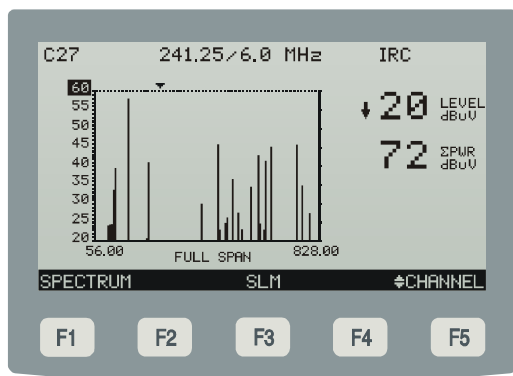 C27 241.25/6.0 MHz IRC
60
55
50
45
40
35
30
25
20
56.00 FULL SPAN 828.00
↓20 LEVEL dBuV
72 ΣPWR dBuV
SPECTRUM SLM ⬍CHANNEL
F1 F2 F3 F4 F5